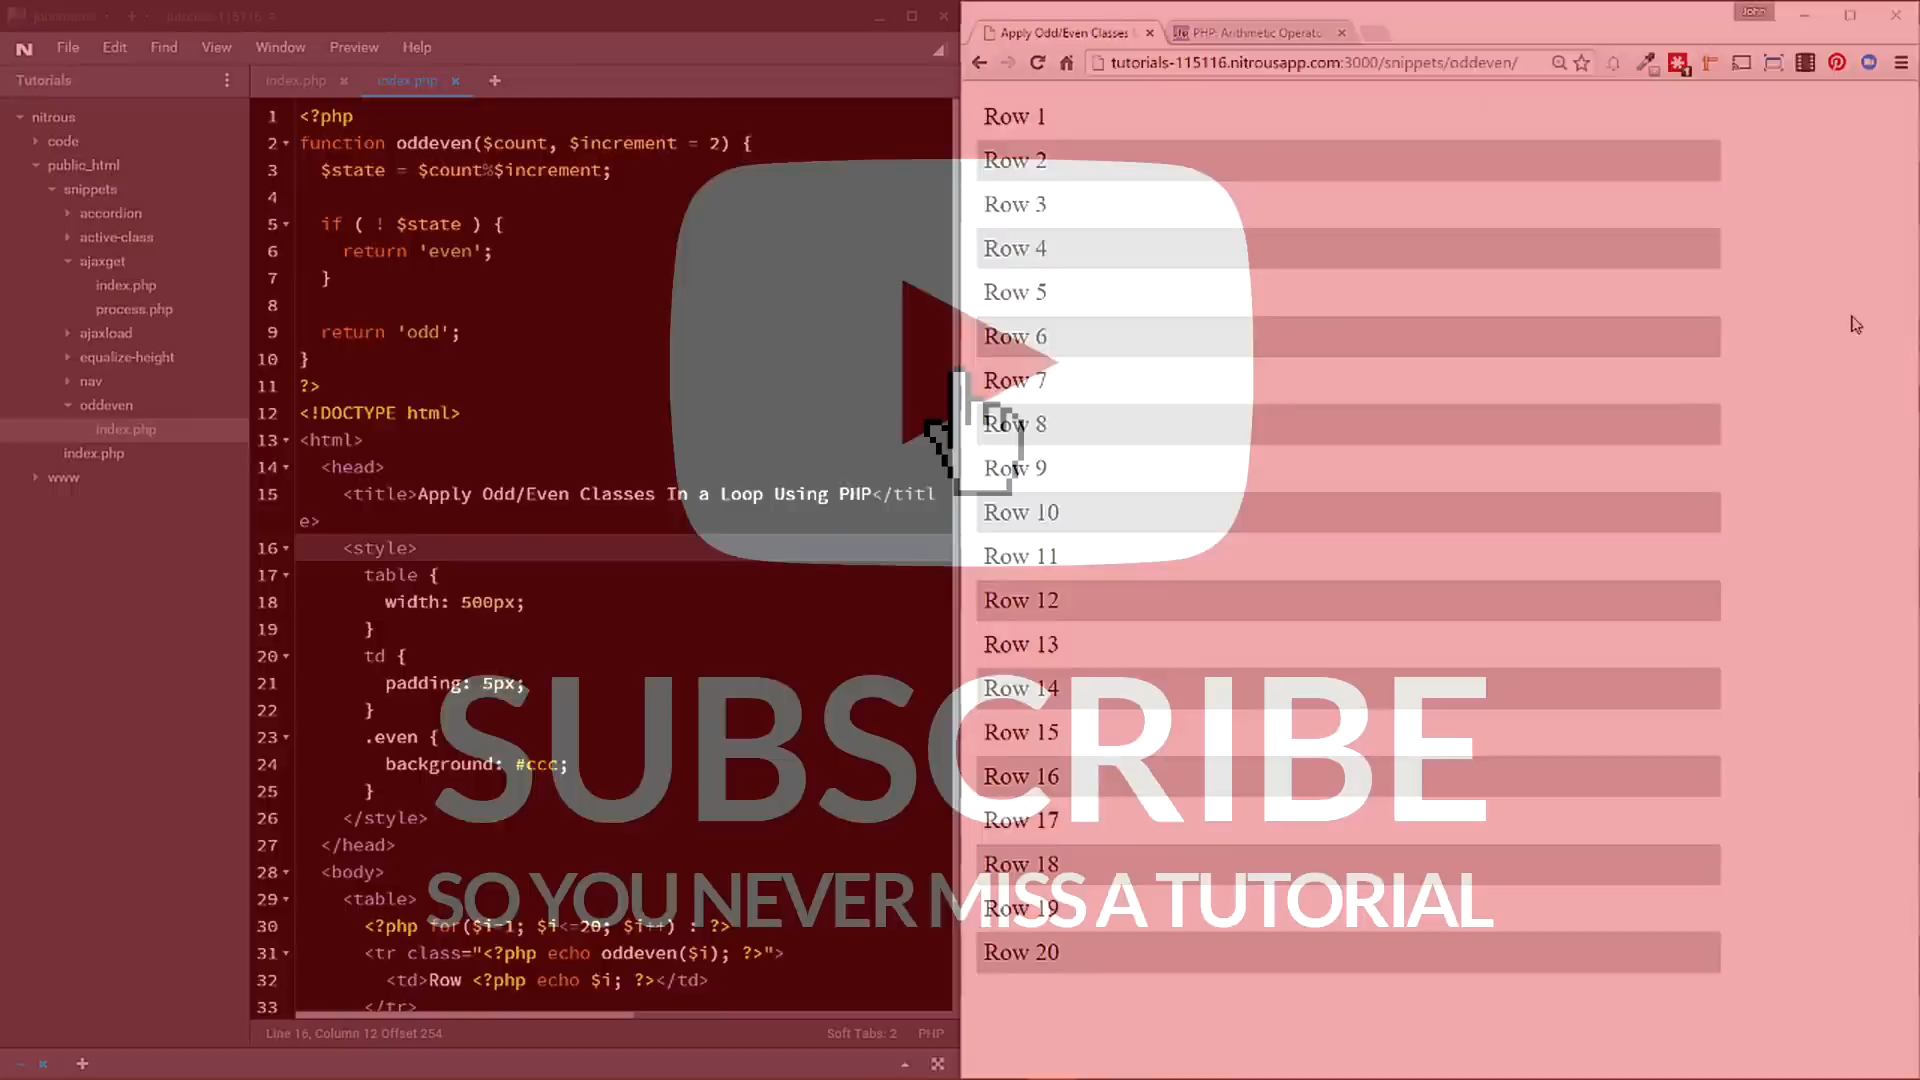 File Edit Find View Window Preview Help
Tutorials
nitrous
code
public_html
snippets
accordion
active-class
ajaxget
index.php
process.php
ajaxload
equalize-height
nav
oddeven
index.php
index.php
www
index.php index.php
1 <?php
2 function oddeven($count, $increment = 2) {
3 $state = $count%$increment;
4
5 if ( ! $state ) {
6 return 'even';
7 }
8
9 return 'odd';
10 }
11 ?>
12 <!DOCTYPE html>
13 <html>
14 <head>
15 <title>Apply Odd/Even Classes In a Loop Using PHP</titl
e>
16 <style>
17 table {
18 width: 500px;
19 }
20 td {
21 padding: 5px;
22 }
23 .even {
24 background: #ccc;
25 }
26 </style>
27 </head>
28 <body>
29 <table>
30 <?php for($i=1; $i<=20; $i++) : ?>
31 <tr class="<?php echo oddeven($i); ?>">
32 <td>Row <?php echo $i; ?></td>
33 </tr>
Line 16, Column 12 Offset 254
Soft Tabs: 2 PHP
John
Apply Odd/Even Classes PHP: Arithmetic Operato
tutorials-115116.nitrousapp.com:3000/snippets/oddeven/
Row 1
Row 2
Row 3
Row 4
Row 5
Row 6
Row 7
Row 8
Row 9
Row 10
Row 11
Row 12
Row 13
Row 14
Row 15
Row 16
Row 17
Row 18
Row 19
Row 20
SUBSCRIBE
SO YOU NEVER MISS A TUTORIAL